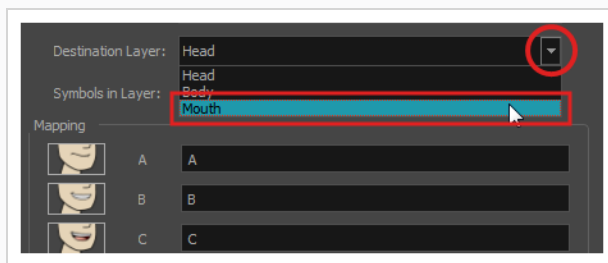 Destination Layer: Head
Head
Symbols in Layer: Body
Mouth
Mapping
A A
B B
C C